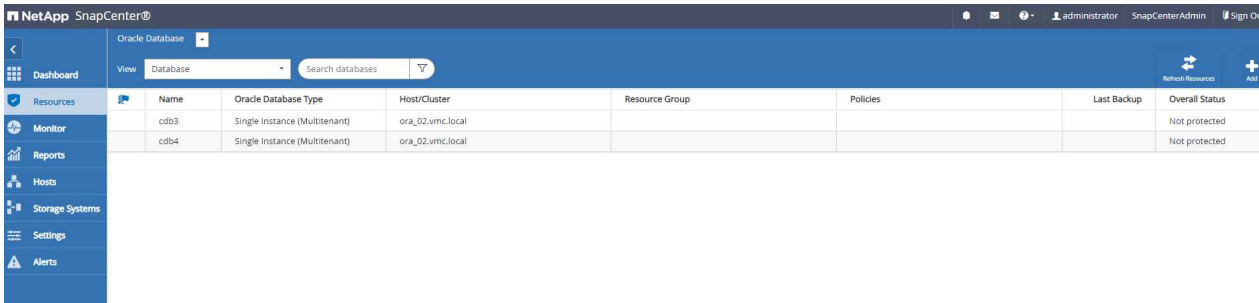 NetApp SnapCenter® administrator SnapCenterAdmin Sign Ou
Oracle Database
View Database Search databases Refresh Resources Add
Dashboard
Resources
Monitor
Reports
Hosts
Storage Systems
Settings
Alerts
Name Oracle Database Type Host/Cluster Resource Group Policies Last Backup Overall Status
cdb3 Single Instance (Multitenant) ora_02.vmc.local Not protected
cdb4 Single Instance (Multitenant) ora_02.vmc.local Not protected